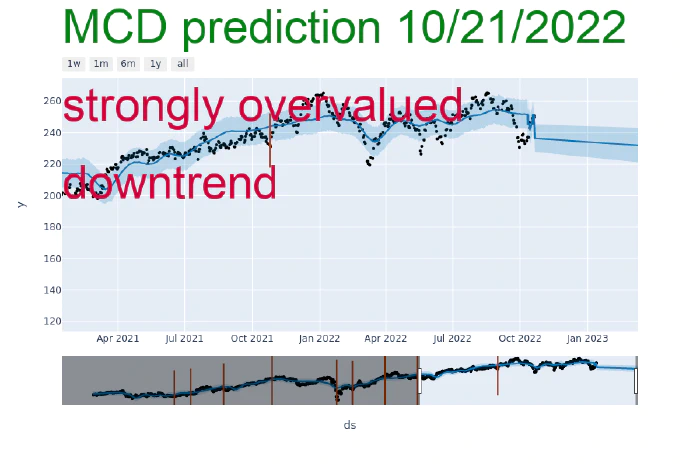 MCD prediction 10/21/2022
1w 1m 6m 1y all
strongly overvalued
downtrend
260
240
220
200
180
160
140
120
y
Apr 2021 Jul 2021 Oct 2021 Jan 2022 Apr 2022 Jul 2022 Oct 2022 Jan 2023
ds